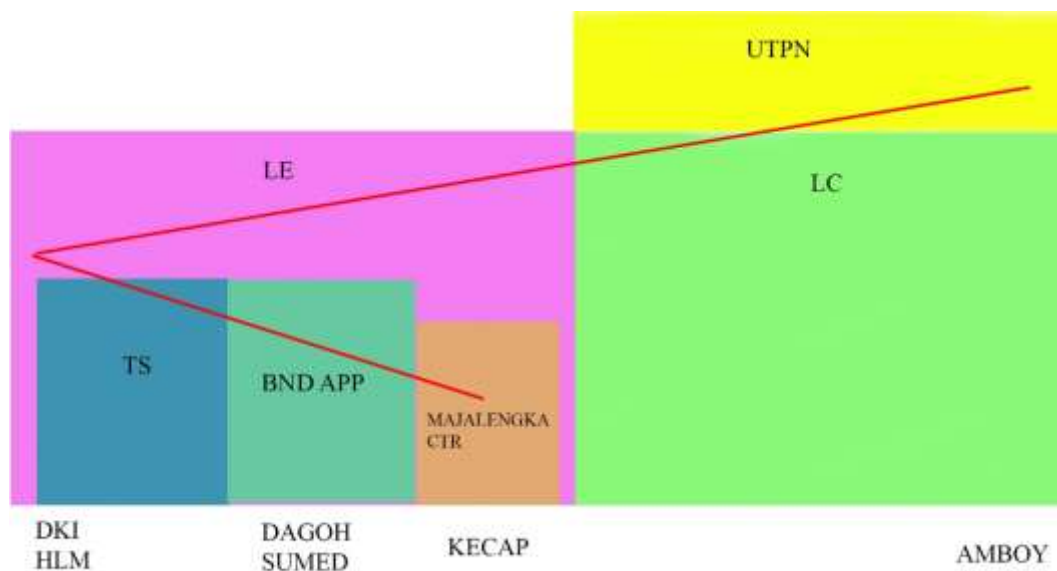 UTPN
LE
LC
TS
BND APP
MAJALENGKA
CTR
DKI
HLM
DAGOH
SUMED
KECAP
AMBOY